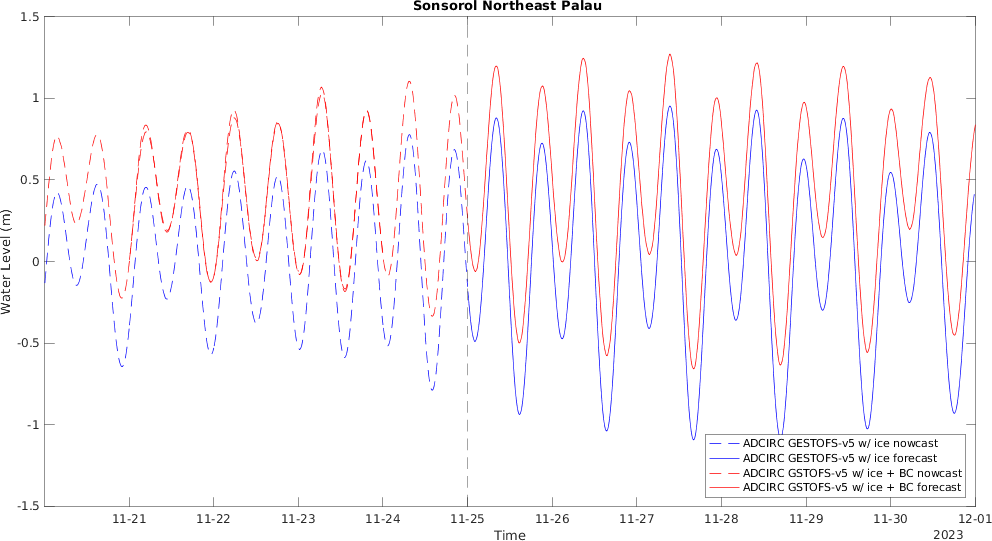 Sonsorol Northeast Palau
1.5
1
0.5
0
-0.5
-1
-1.5
Water Level (m)
ADCIRC GESTOFS-v5 w/ ice nowcast
ADCIRC GESTOFS-v5 w/ ice forecast
ADCIRC GSTOFS-v5 w/ ice + BC nowcast
ADCIRC GSTOFS-v5 w/ ice + BC forecast
11-21 11-22 11-23 11-24 11-25 11-26 11-27 11-28 11-29 11-30 12-01
Time
2023